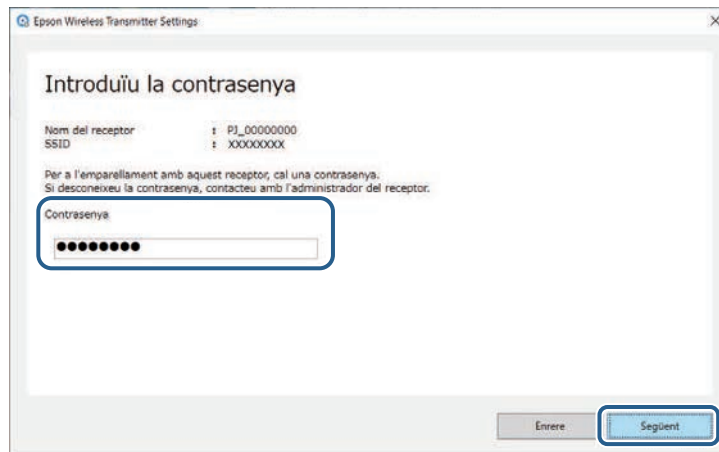 Epson Wireless Transmitter Settings
Introduïu la contrasenya
Nom del receptor : PJ_00000000
SSID : XXXXXXXX
Per a l'emparellament amb aquest receptor, cal una contrasenya.
Si desconeixeu la contrasenya, contacteu amb l'administrador del receptor.
Contrasenya
●●●●●●●●
Enrere Següent